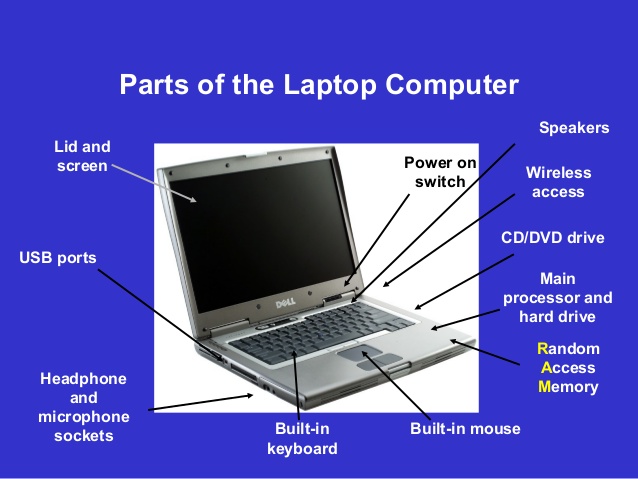 Parts of the Laptop Computer
Speakers
Lid and
screen
Power on
switch
Wireless
access
CD/DVD drive
USB ports
Main
processor and
hard drive
DELL
Random
Access
Memory
Headphone
and
microphone
sockets
Built-in
keyboard
Built-in mouse